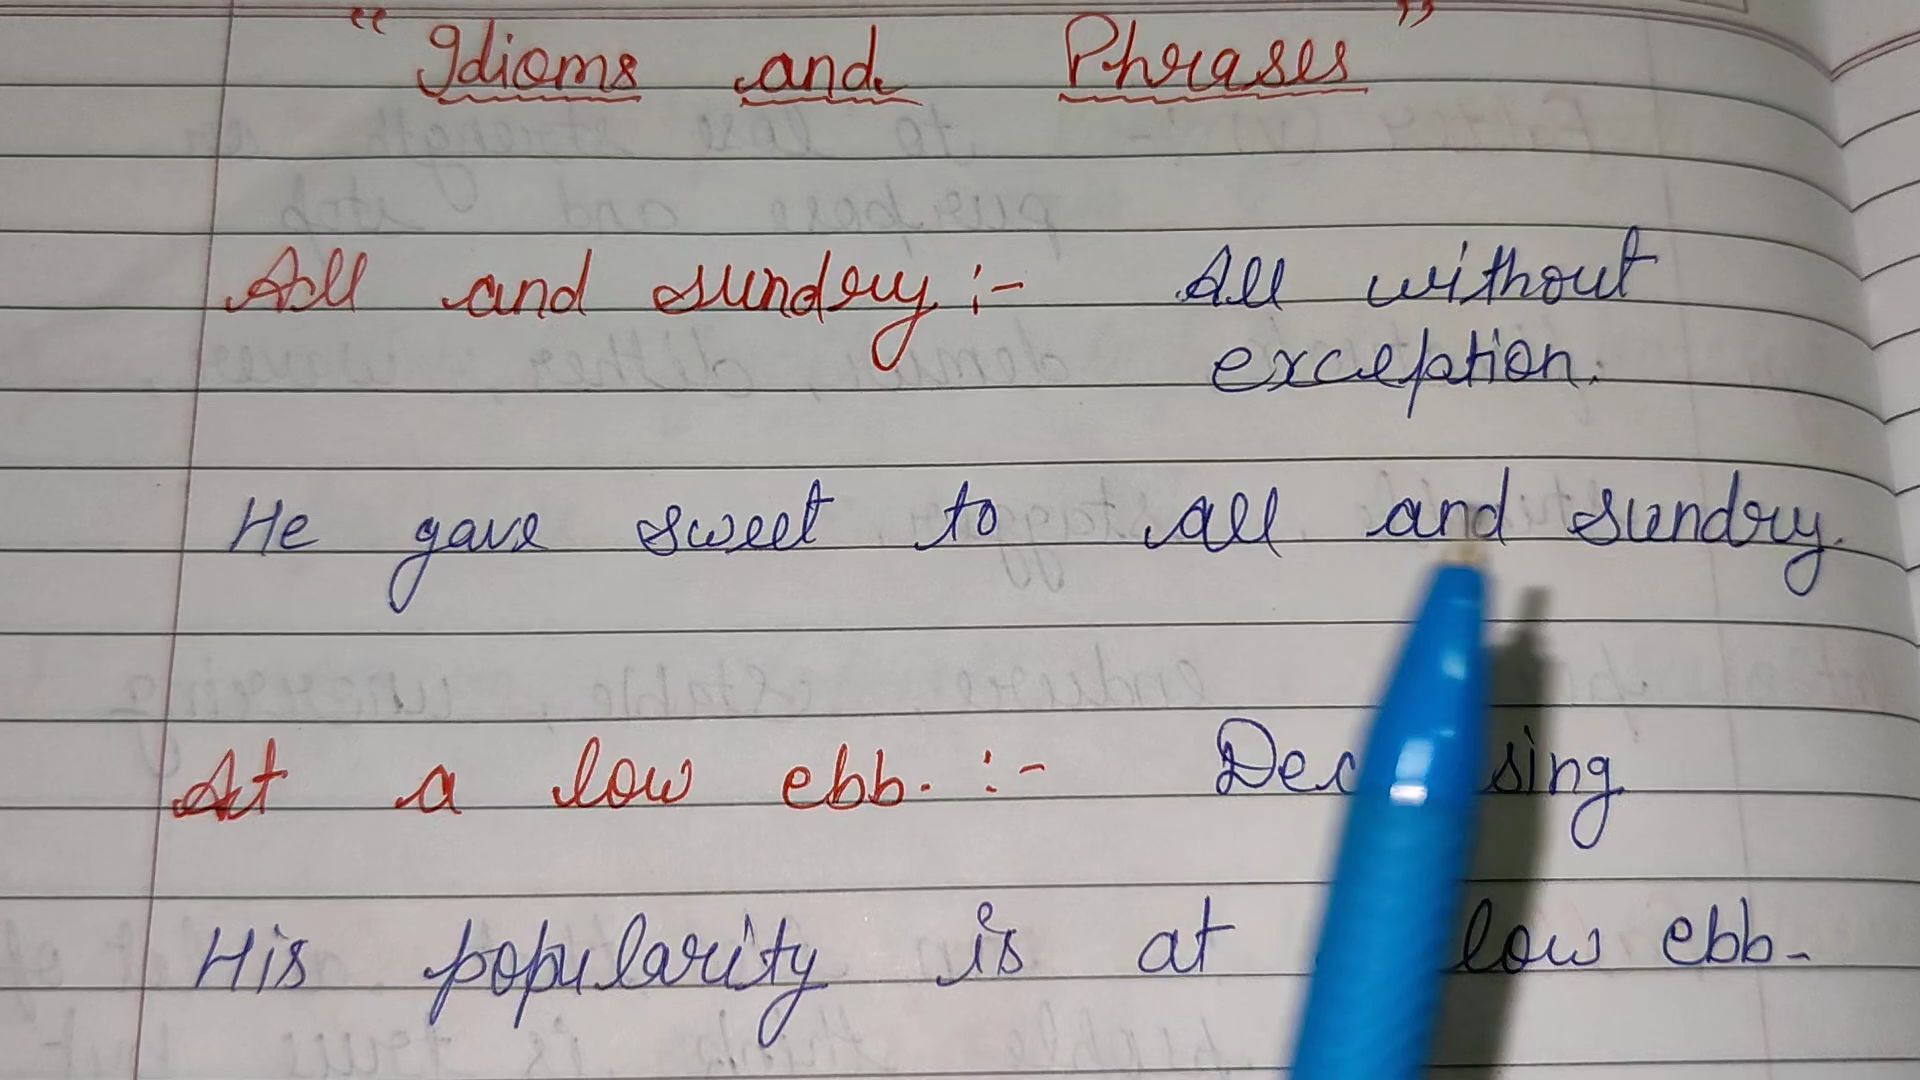 “Idioms and Phrases”
All and sundry :- All without
exception.
He gave sweet to all and sundry.
At a low ebb. :-
His popularity is at low ebb.